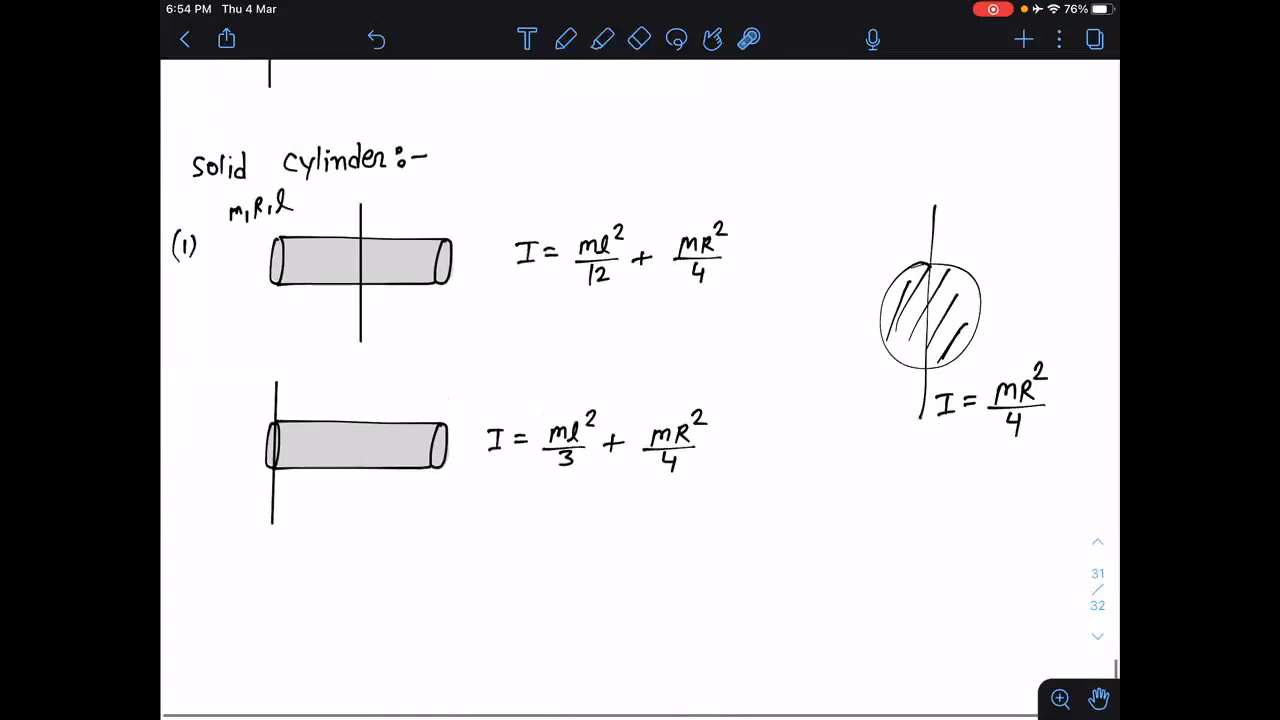 6:54 PM Thu 4 Mar
76%
Solid cylinder:-
m, R, l
(1)
I = ml²/12 + mR²/4
I = mR²/4
I = ml²/3 + mR²/4
31
/
32